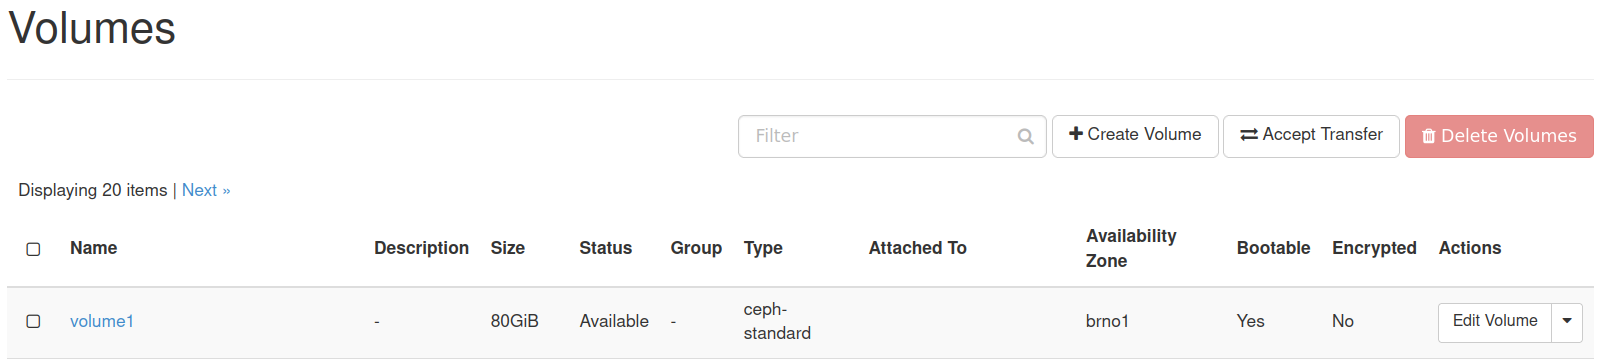 Volumes
Filter Create Volume Accept Transfer Delete Volumes
Displaying 20 items | Next »
Name Description Size Status Group Type Attached To Availability Zone Bootable Encrypted Actions
volume1 - 80GiB Available - ceph-standard brno1 Yes No Edit Volume